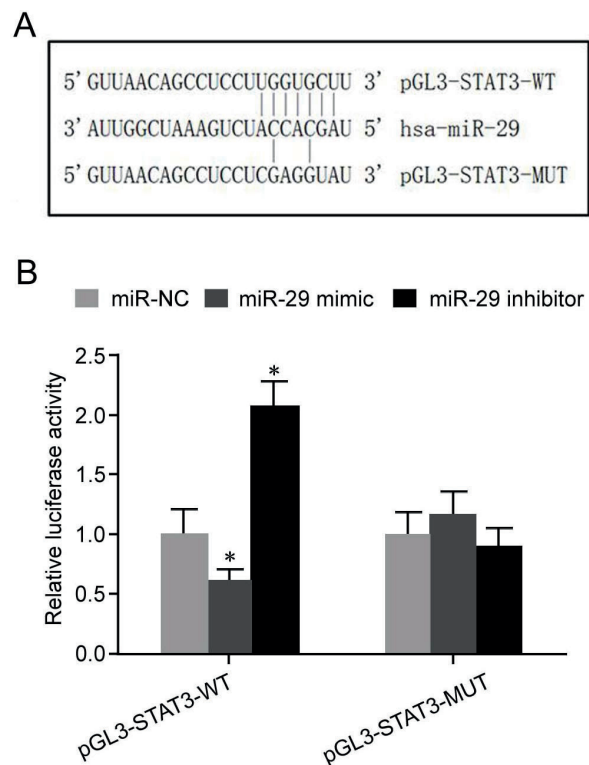 A
5' GUUAACAGCCUCCUUGGUGCUU 3' pGL3-STAT3-WT
3' AUUGGCUAAAGUCUACCACGAU 5' hsa-miR-29
5' GUUAACAGCCUCCUCGAGGUAU 3' pGL3-STAT3-MUT
B
miR-NC miR-29 mimic miR-29 inhibitor
Relative luciferase activity
2.5
2.0
1.5
1.0
0.5
0.0
*
*
pGL3-STAT3-WT
pGL3-STAT3-MUT